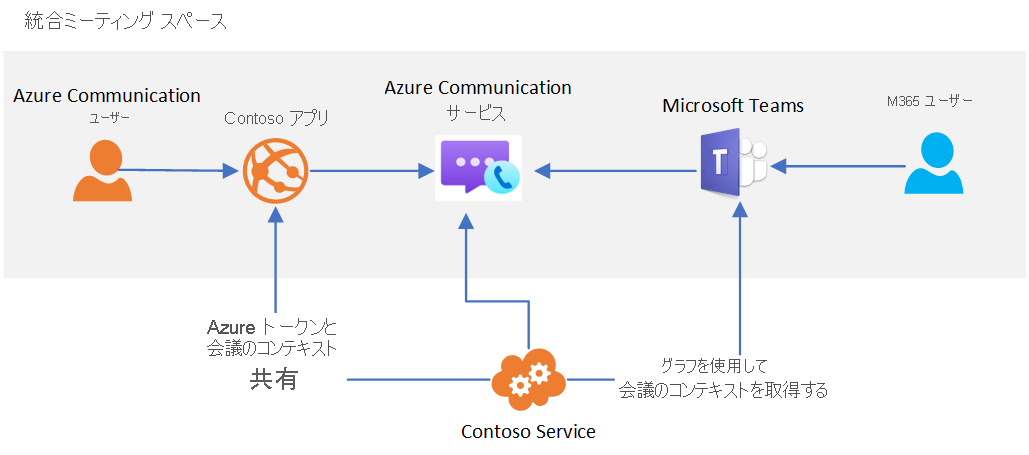 統合ミーティング スペース
Azure Communication
ユーザー
Contoso アプリ
Azure Communication
サービス
Microsoft Teams
M365 ユーザー
T
Azure トークンと
会議のコンテキスト
共有
グラフを使用して
会議のコンテキストを取得する
Contoso Service